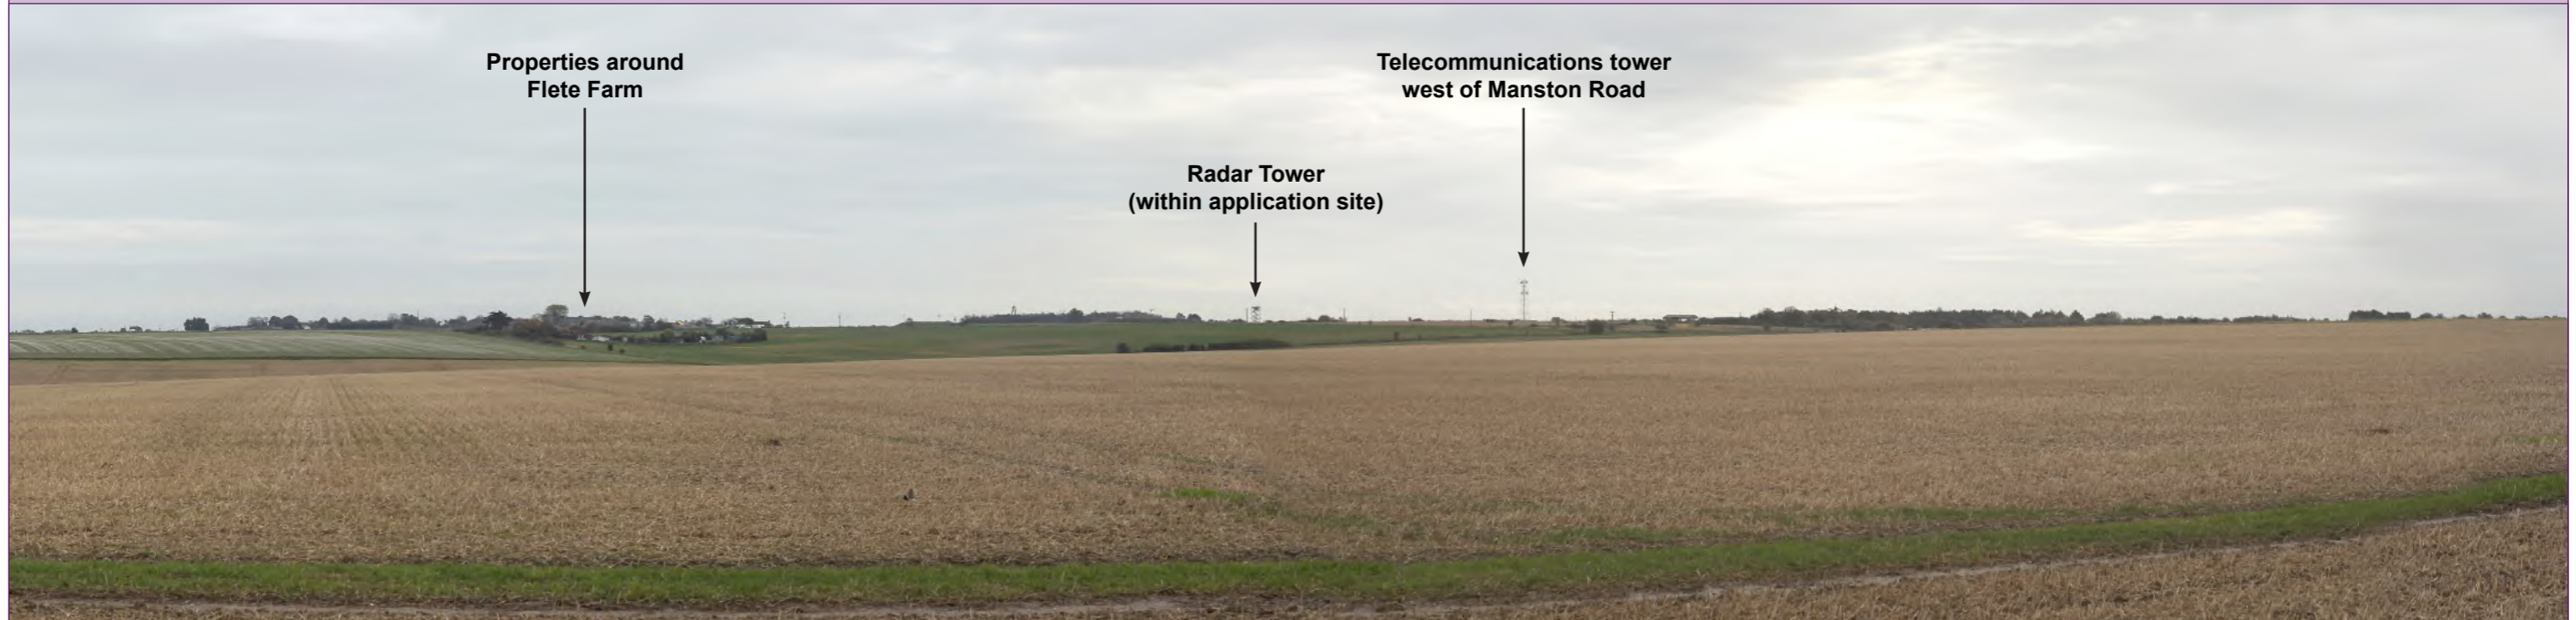 Properties around
Flete Farm
Radar Tower
(within application site)
Telecommunications tower
west of Manston Road